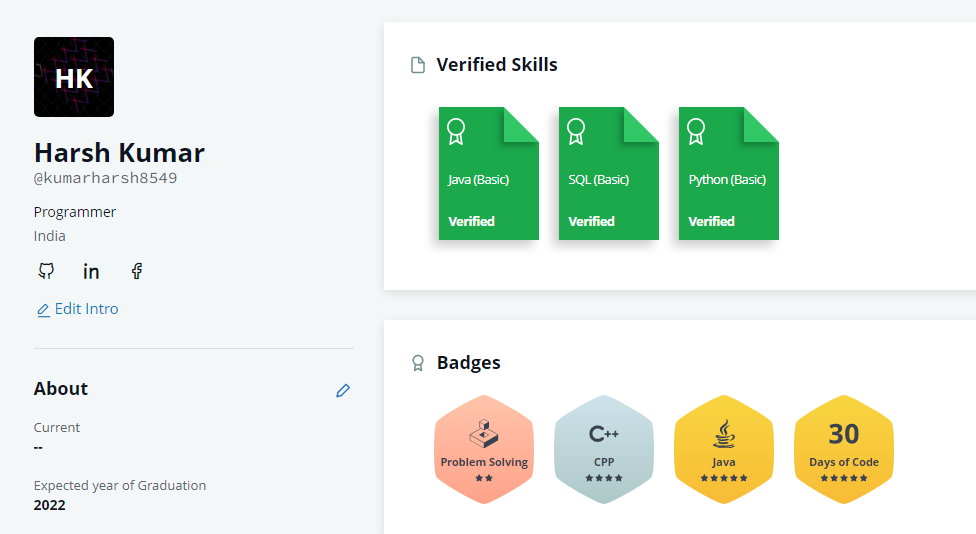 HK
Harsh Kumar
@kumarharsh8549
Programmer
India
in
Edit Intro
About
Current
--
Expected year of Graduation
2022
Verified Skills
Java (Basic)
Verified
SQL (Basic)
Verified
Python (Basic)
Verified
Badges
Problem Solving
C++
CPP
Java
30
Days of Code